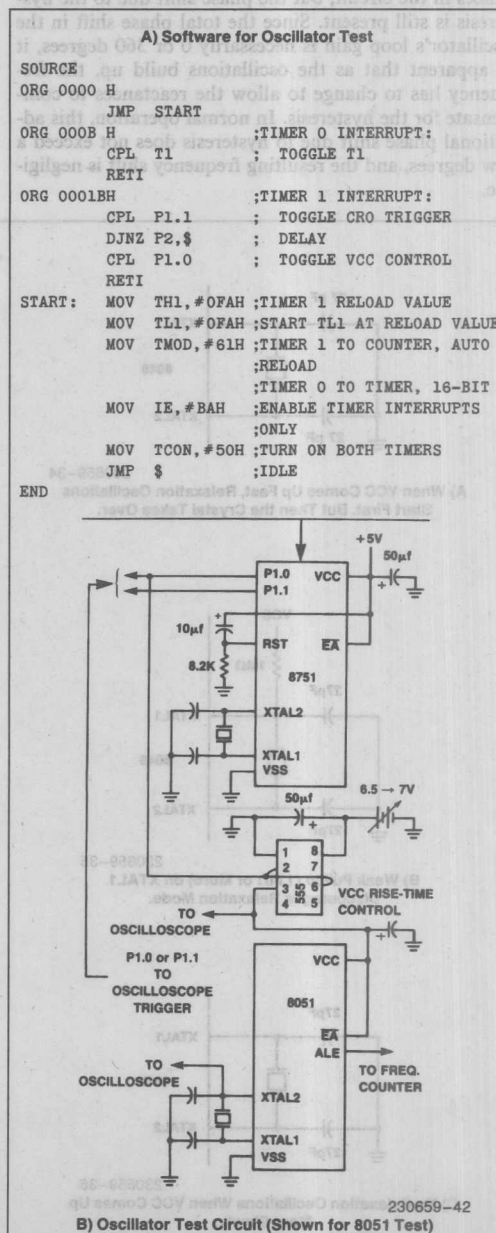 A) Software for Oscillator Test
SOURCE
ORG 0000 H
JMP START
ORG 000B H ;TIMER 0 INTERRUPT:
CPL T1 ; TOGGLE T1
RETI
ORG 0001BH ;TIMER 1 INTERRUPT:
CPL P1.1 ; TOGGLE CRO TRIGGER
DJNZ P2,$ ; DELAY
CPL P1.0 ; TOGGLE VCC CONTROL
RETI
START: MOV TH1,#0FAH ;TIMER 1 RELOAD VALUE
MOV TL1,#0FAH ;START TL1 AT RELOAD VALUE
MOV TMOD,#61H ;TIMER 1 TO COUNTER, AUTO
;RELOAD
;TIMER 0 TO TIMER, 16-BIT
MOV IE,#BAH ;ENABLE TIMER INTERRUPTS
;ONLY
MOV TCON,#50H ;TURN ON BOTH TIMERS
JMP $ ;IDLE
END
+5V
50μf
+
P1.0
VCC
P1.1
+
10μf
RST
EA
8.2K
8751
XTAL2
XTAL1
VSS
50μf
+
6.5 → 7V
1 8
2 7
3 6
4 5
555
VCC RISE-TIME
CONTROL
TO
OSCILLOSCOPE
+
P1.0 or P1.1
TO
OSCILLOSCOPE
TRIGGER
VCC
8051
EA
ALE
TO FREQ.
COUNTER
TO
OSCILLOSCOPE
XTAL2
XTAL1
VSS
230659–42
B) Oscillator Test Circuit (Shown for 8051 Test)